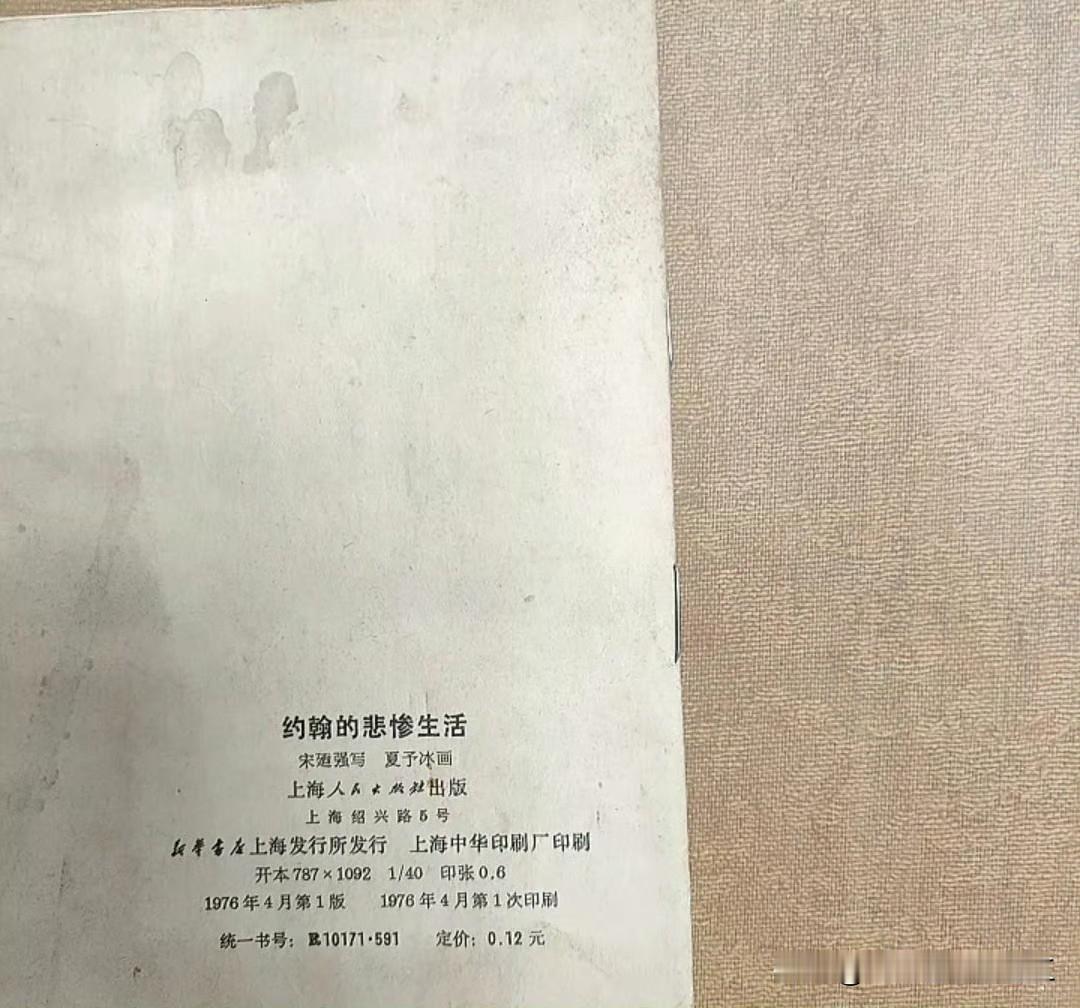 约翰的悲惨生活
宋廼强写 夏予冰画
上海人民出版社出版
上海绍兴路5号
新华书店上海发行所发行 上海中华印刷厂印刷
开本787×1092 1/40 印张0.6
1976年4月第1版 1976年4月第1次印刷
统一书号：R10171·591 定价：0.12元